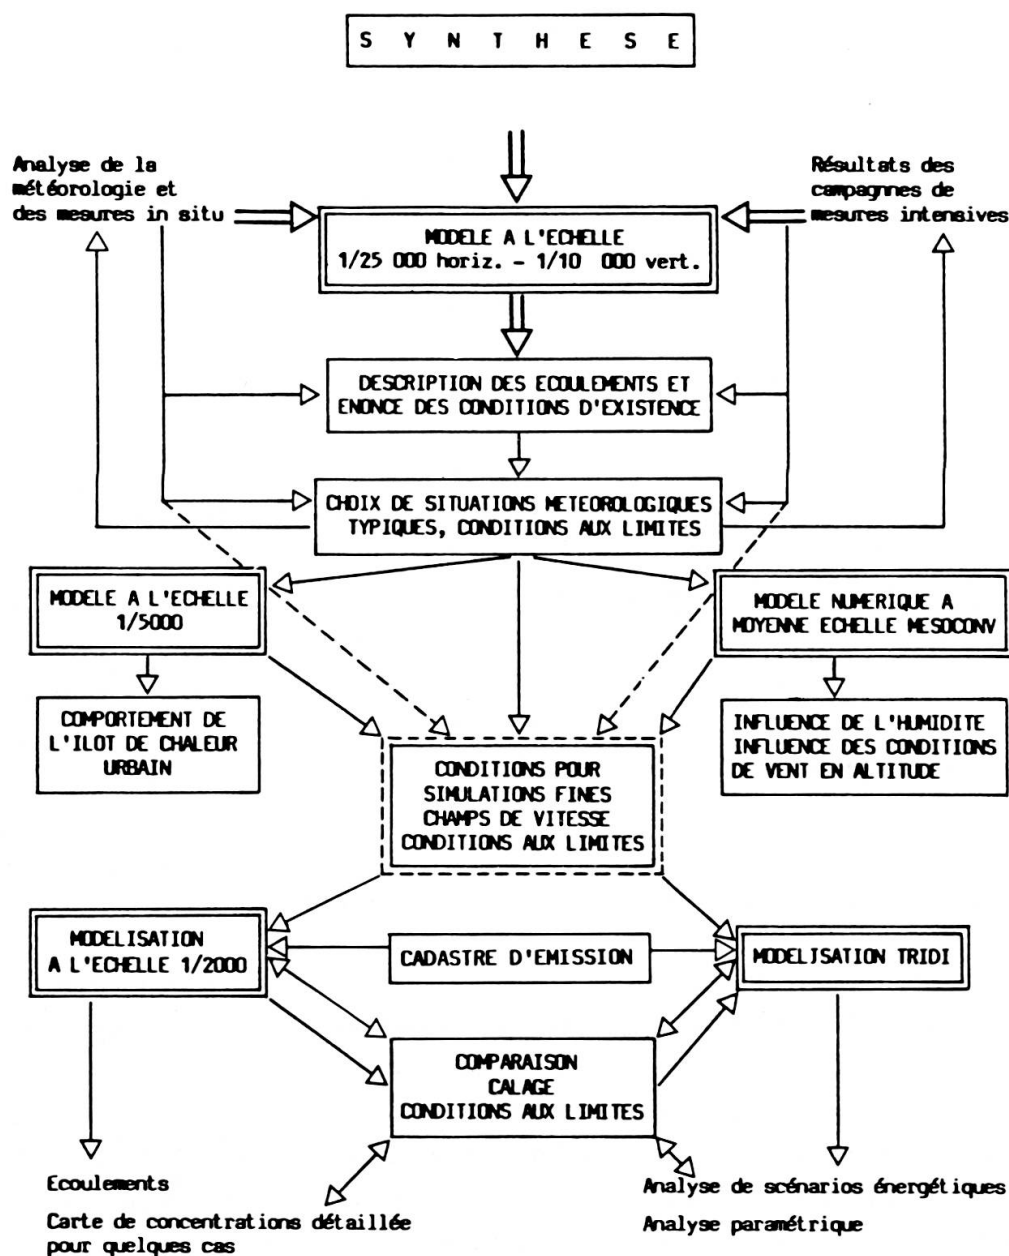 S Y N T H E S E
Analyse de la
météorologie et
des mesures in situ
Résultats des
campagnes de
mesures intensives
MODELE A L'ECHELLE
1/25 000 horiz. - 1/10 000 vert.
DESCRIPTION DES ECOULEMENTS ET
ENONCE DES CONDITIONS D'EXISTENCE
CHOIX DE SITUATIONS METEOROLOGIQUES
TYPIQUES, CONDITIONS AUX LIMITES
MODELE A L'ECHELLE
1/5000
MODELE NUMERIQUE A
MOYENNE ECHELLE MESOCONV
COMPORTEMENT DE
L'ILOT DE CHALEUR
URBAIN
INFLUENCE DE L'HUMIDITE
INFLUENCE DES CONDITIONS
DE VENT EN ALTITUDE
CONDITIONS POUR
SIMULATIONS FINES
CHAMPS DE VITESSE
CONDITIONS AUX LIMITES
MODELISATION
A L'ECHELLE 1/2000
CADASTRE D'EMISSION
MODELISATION TRIDI
COMPARAISON
CALAGE
CONDITIONS AUX LIMITES
Ecoulements
Carte de concentrations détaillée
pour quelques cas
Analyse de scénarios énergétiques
Analyse paramétrique